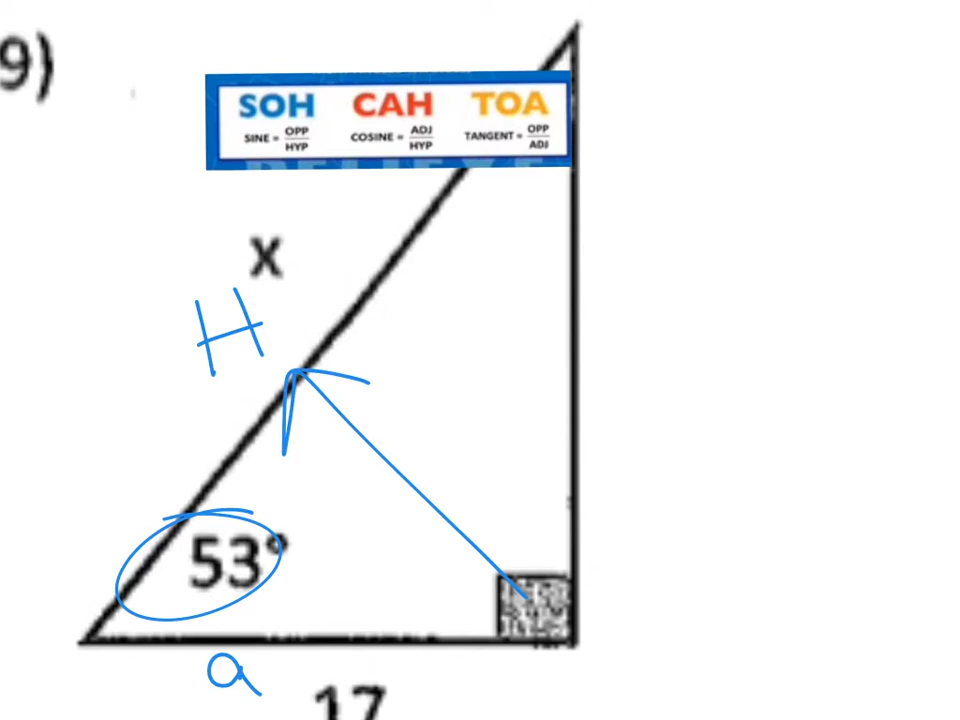 9)
SOH CAH TOA
SINE = OPP/HYP COSINE = ADJ/HYP TANGENT = OPP/ADJ
x
H
53°
a
17